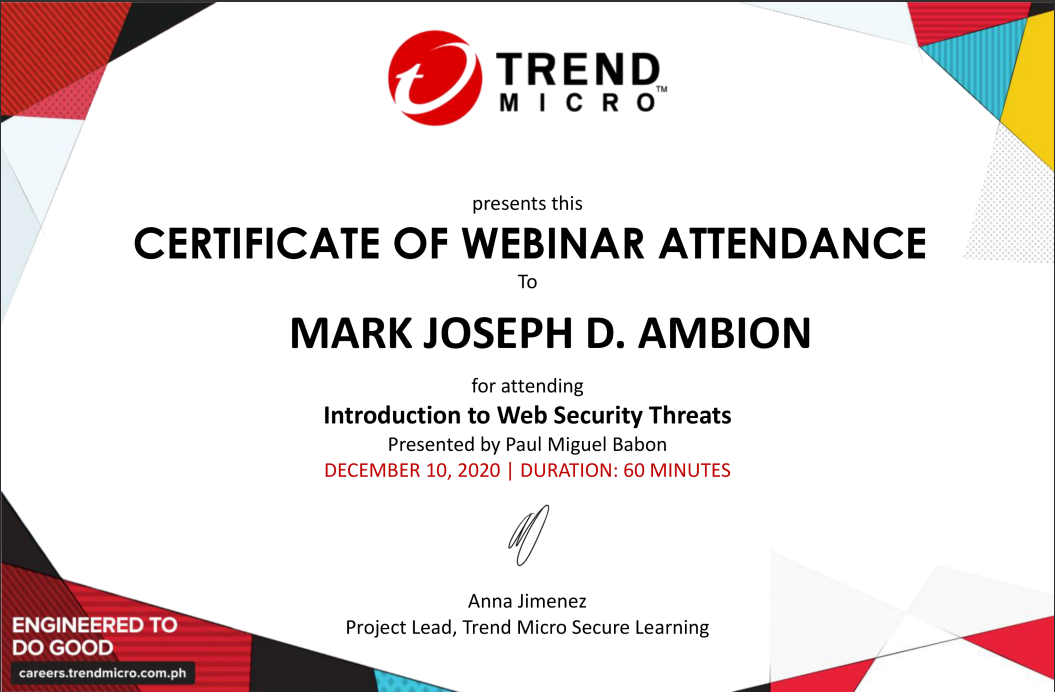 TREND
MICRO™
presents this
CERTIFICATE OF WEBINAR ATTENDANCE
To
MARK JOSEPH D. AMBION
for attending
Introduction to Web Security Threats
Presented by Paul Miguel Babon
DECEMBER 10, 2020 | DURATION: 60 MINUTES
Anna Jimenez
Project Lead, Trend Micro Secure Learning
ENGINEERED TO
DO GOOD
careers.trendmicro.com.ph